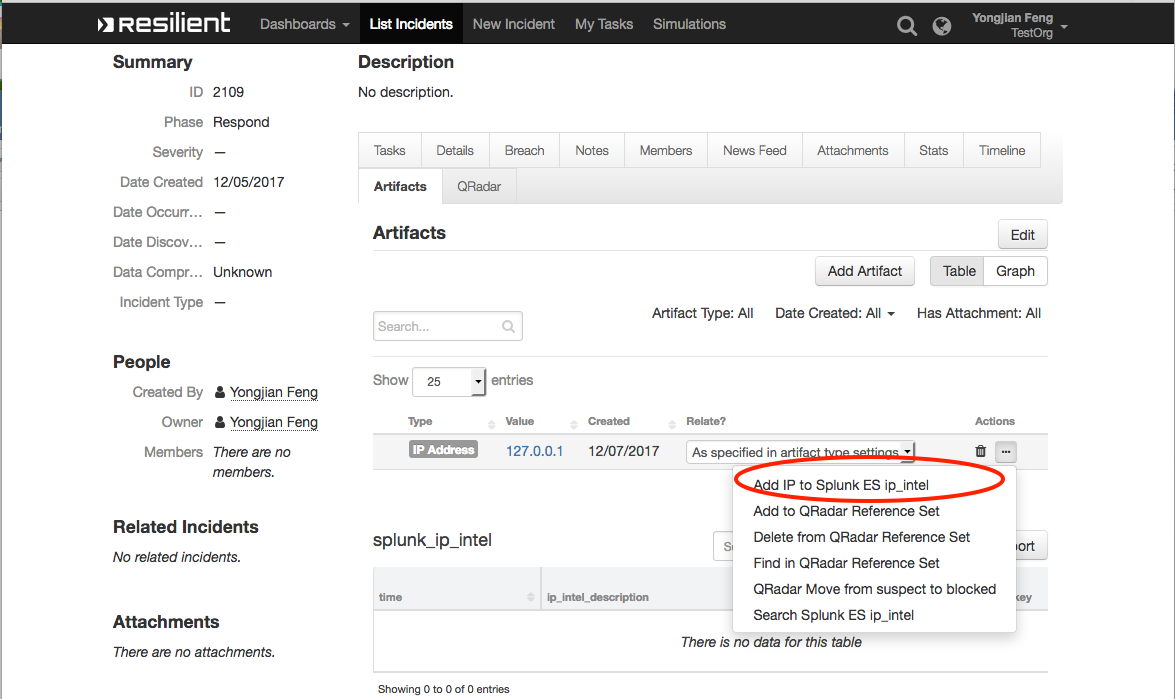 resilient Dashboards List Incidents New Incident My Tasks Simulations Yongjian Feng
TestOrg
Summary
ID 2109
Phase Respond
Severity —
Date Created 12/05/2017
Date Occurr... —
Date Discov... —
Data Compr... Unknown
Incident Type —
People
Created By Yongjian Feng
Owner Yongjian Feng
Members There are no
members.
Related Incidents
No related incidents.
Attachments
There are no attachments.
Description
No description.
Tasks Details Breach Notes Members News Feed Attachments Stats Timeline
Artifacts QRadar
Artifacts
Edit
Add Artifact Table Graph
Artifact Type: All Date Created: All Has Attachment: All
Search...
Show 25 entries
Type Value Created Relate? Actions
IP Address 127.0.0.1 12/07/2017 As specified in artifact type settings ...
Add IP to Splunk ES ip_intel
Add to QRadar Reference Set
Delete from QRadar Reference Set
Find in QRadar Reference Set
QRadar Move from suspect to blocked
Search Splunk ES ip_intel
splunk_ip_intel
time ip_intel_description
There is no data for this table
Showing 0 to 0 of 0 entries